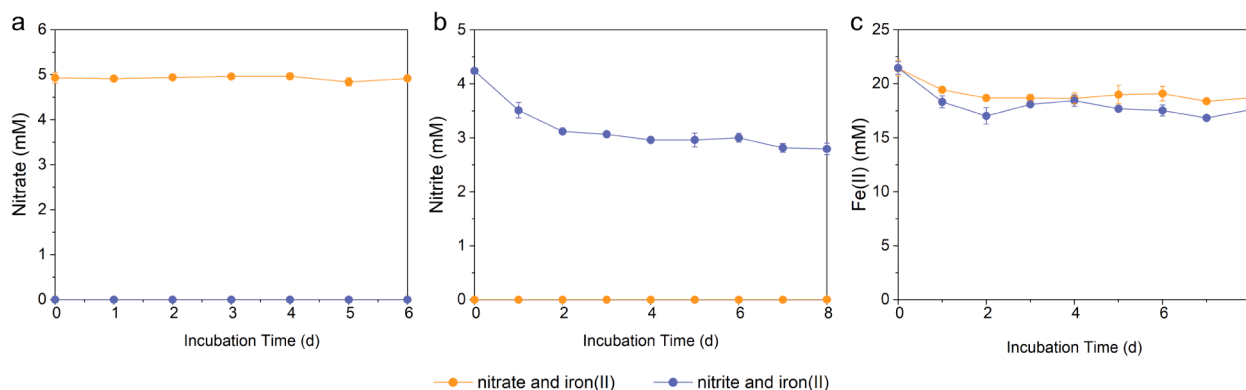 a
6
5
4
3
2
1
0
Nitrate (mM)
0 1 2 3 4 5 6
Incubation Time (d)
b
5
4
3
2
1
0
Nitrite (mM)
0 2 4 6 8
Incubation Time (d)
c
25
20
15
10
5
0
Fe(II) (mM)
0 2 4 6
Incubation Time (d)
nitrate and iron(II) nitrite and iron(II)